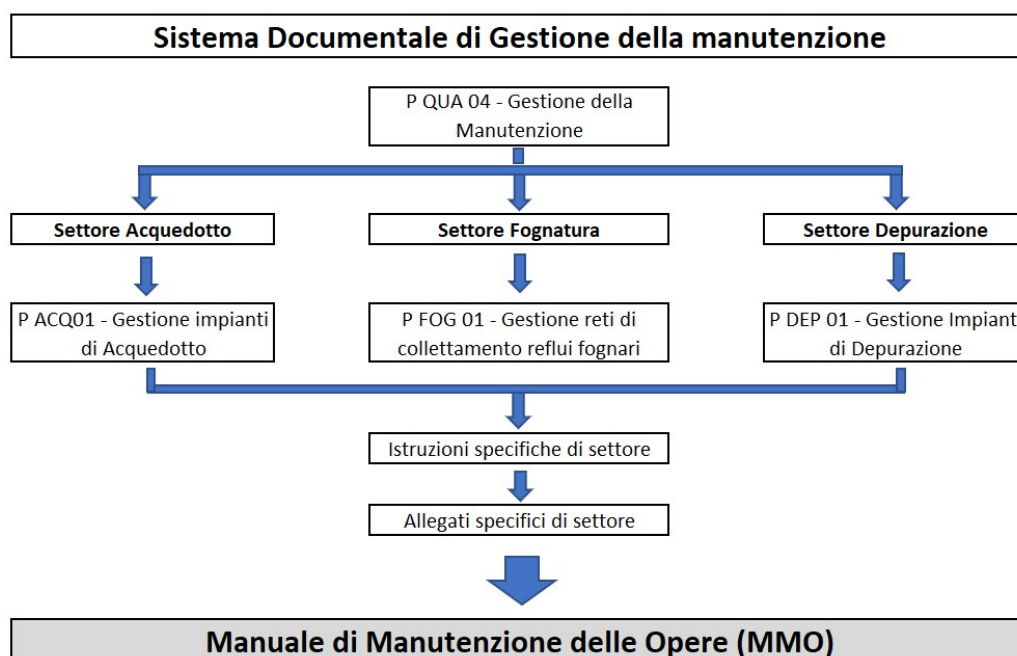 Sistema Documentale di Gestione della manutenzione
P QUA 04 - Gestione della
Manutenzione
Settore Acquedotto
Settore Fognatura
Settore Depurazione
P ACQ01 - Gestione impianti
di Acquedotto
P FOG 01 - Gestione reti di
collettamento reflui fognari
P DEP 01 - Gestione Impiant
di Depurazione
Istruzioni specifiche di settore
Allegati specifici di settore
Manuale di Manutenzione delle Opere (MMO)